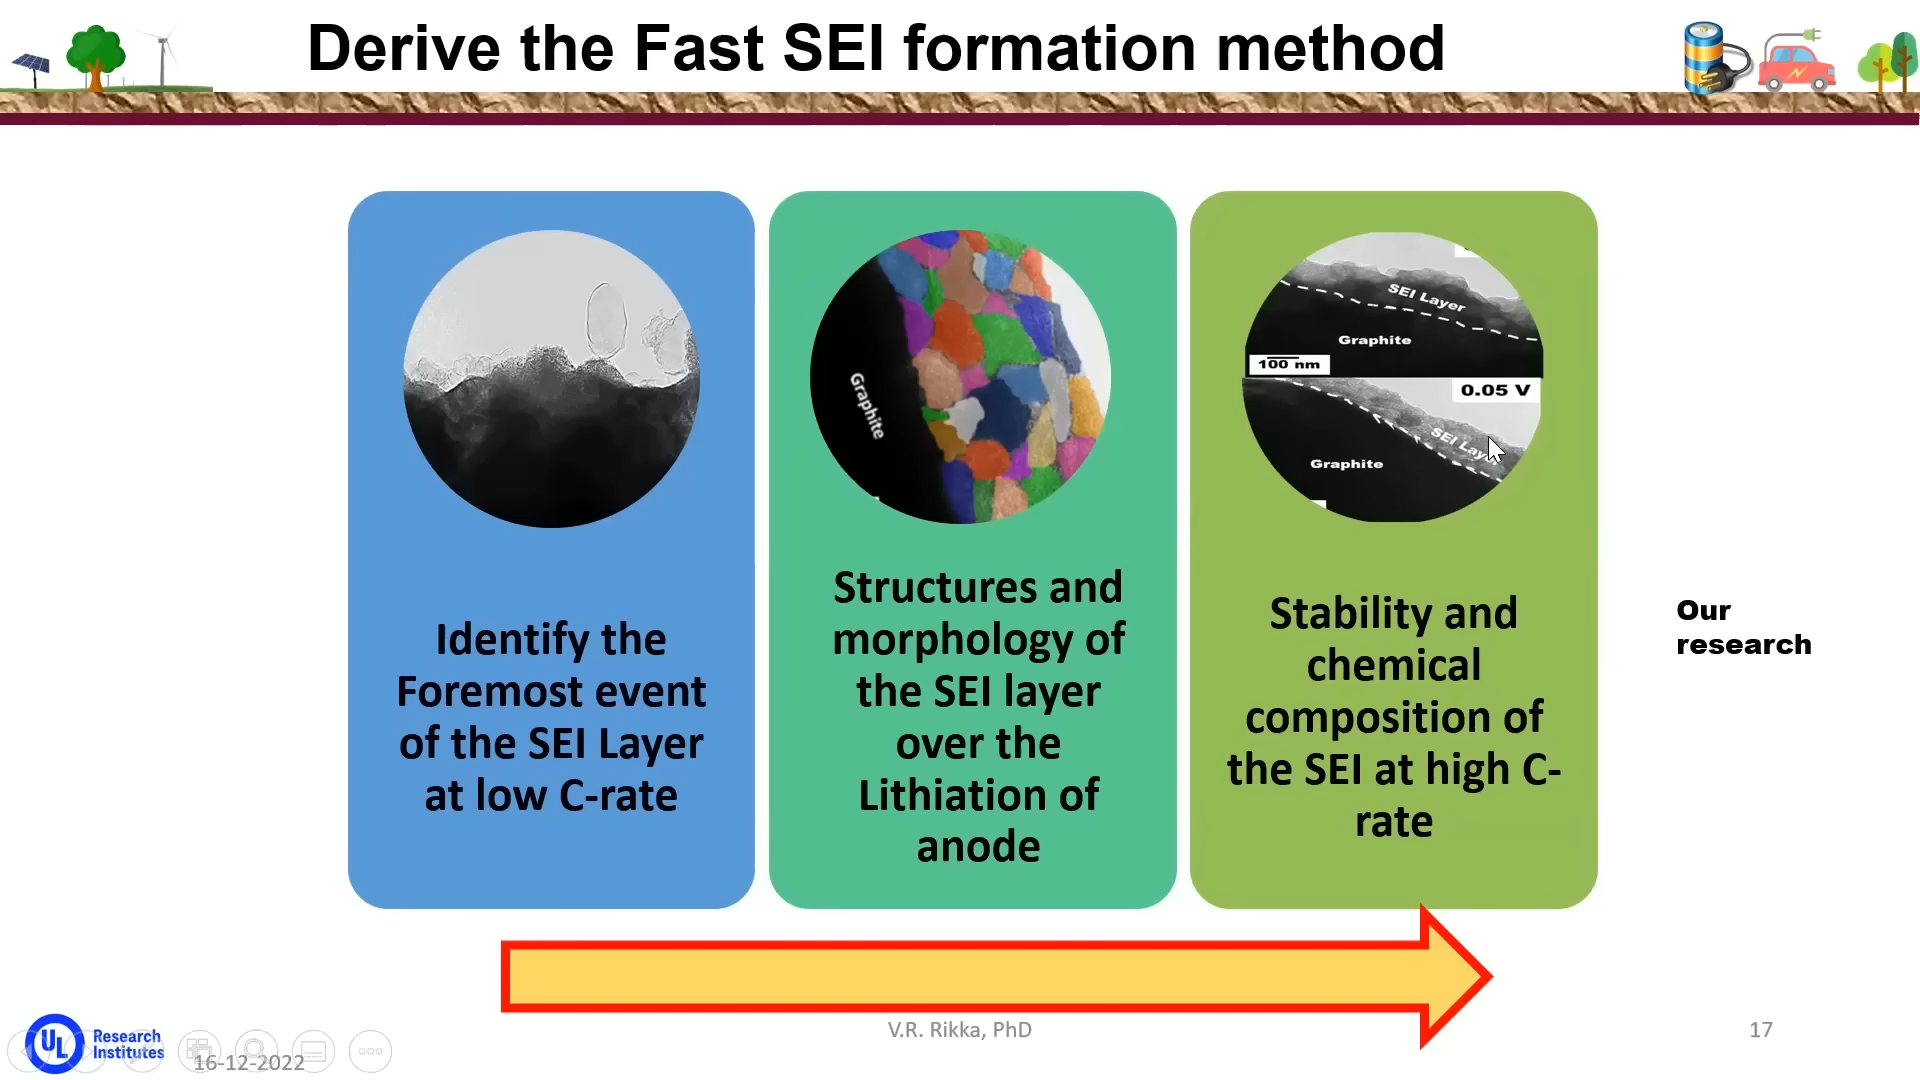 Derive the Fast SEI formation method
Graphite
SEI Layer
Graphite
100 nm
0.05 V
SEI Layer
Graphite
Identify the
Foremost event
of the SEI Layer
at low C-rate
Structures and
morphology of
the SEI layer
over the
Lithiation of
anode
Stability and
chemical
composition of
the SEI at high C-
rate
Our
research
UL
Research
Institutes
16-12-2022
V.R. Rikka, PhD
17